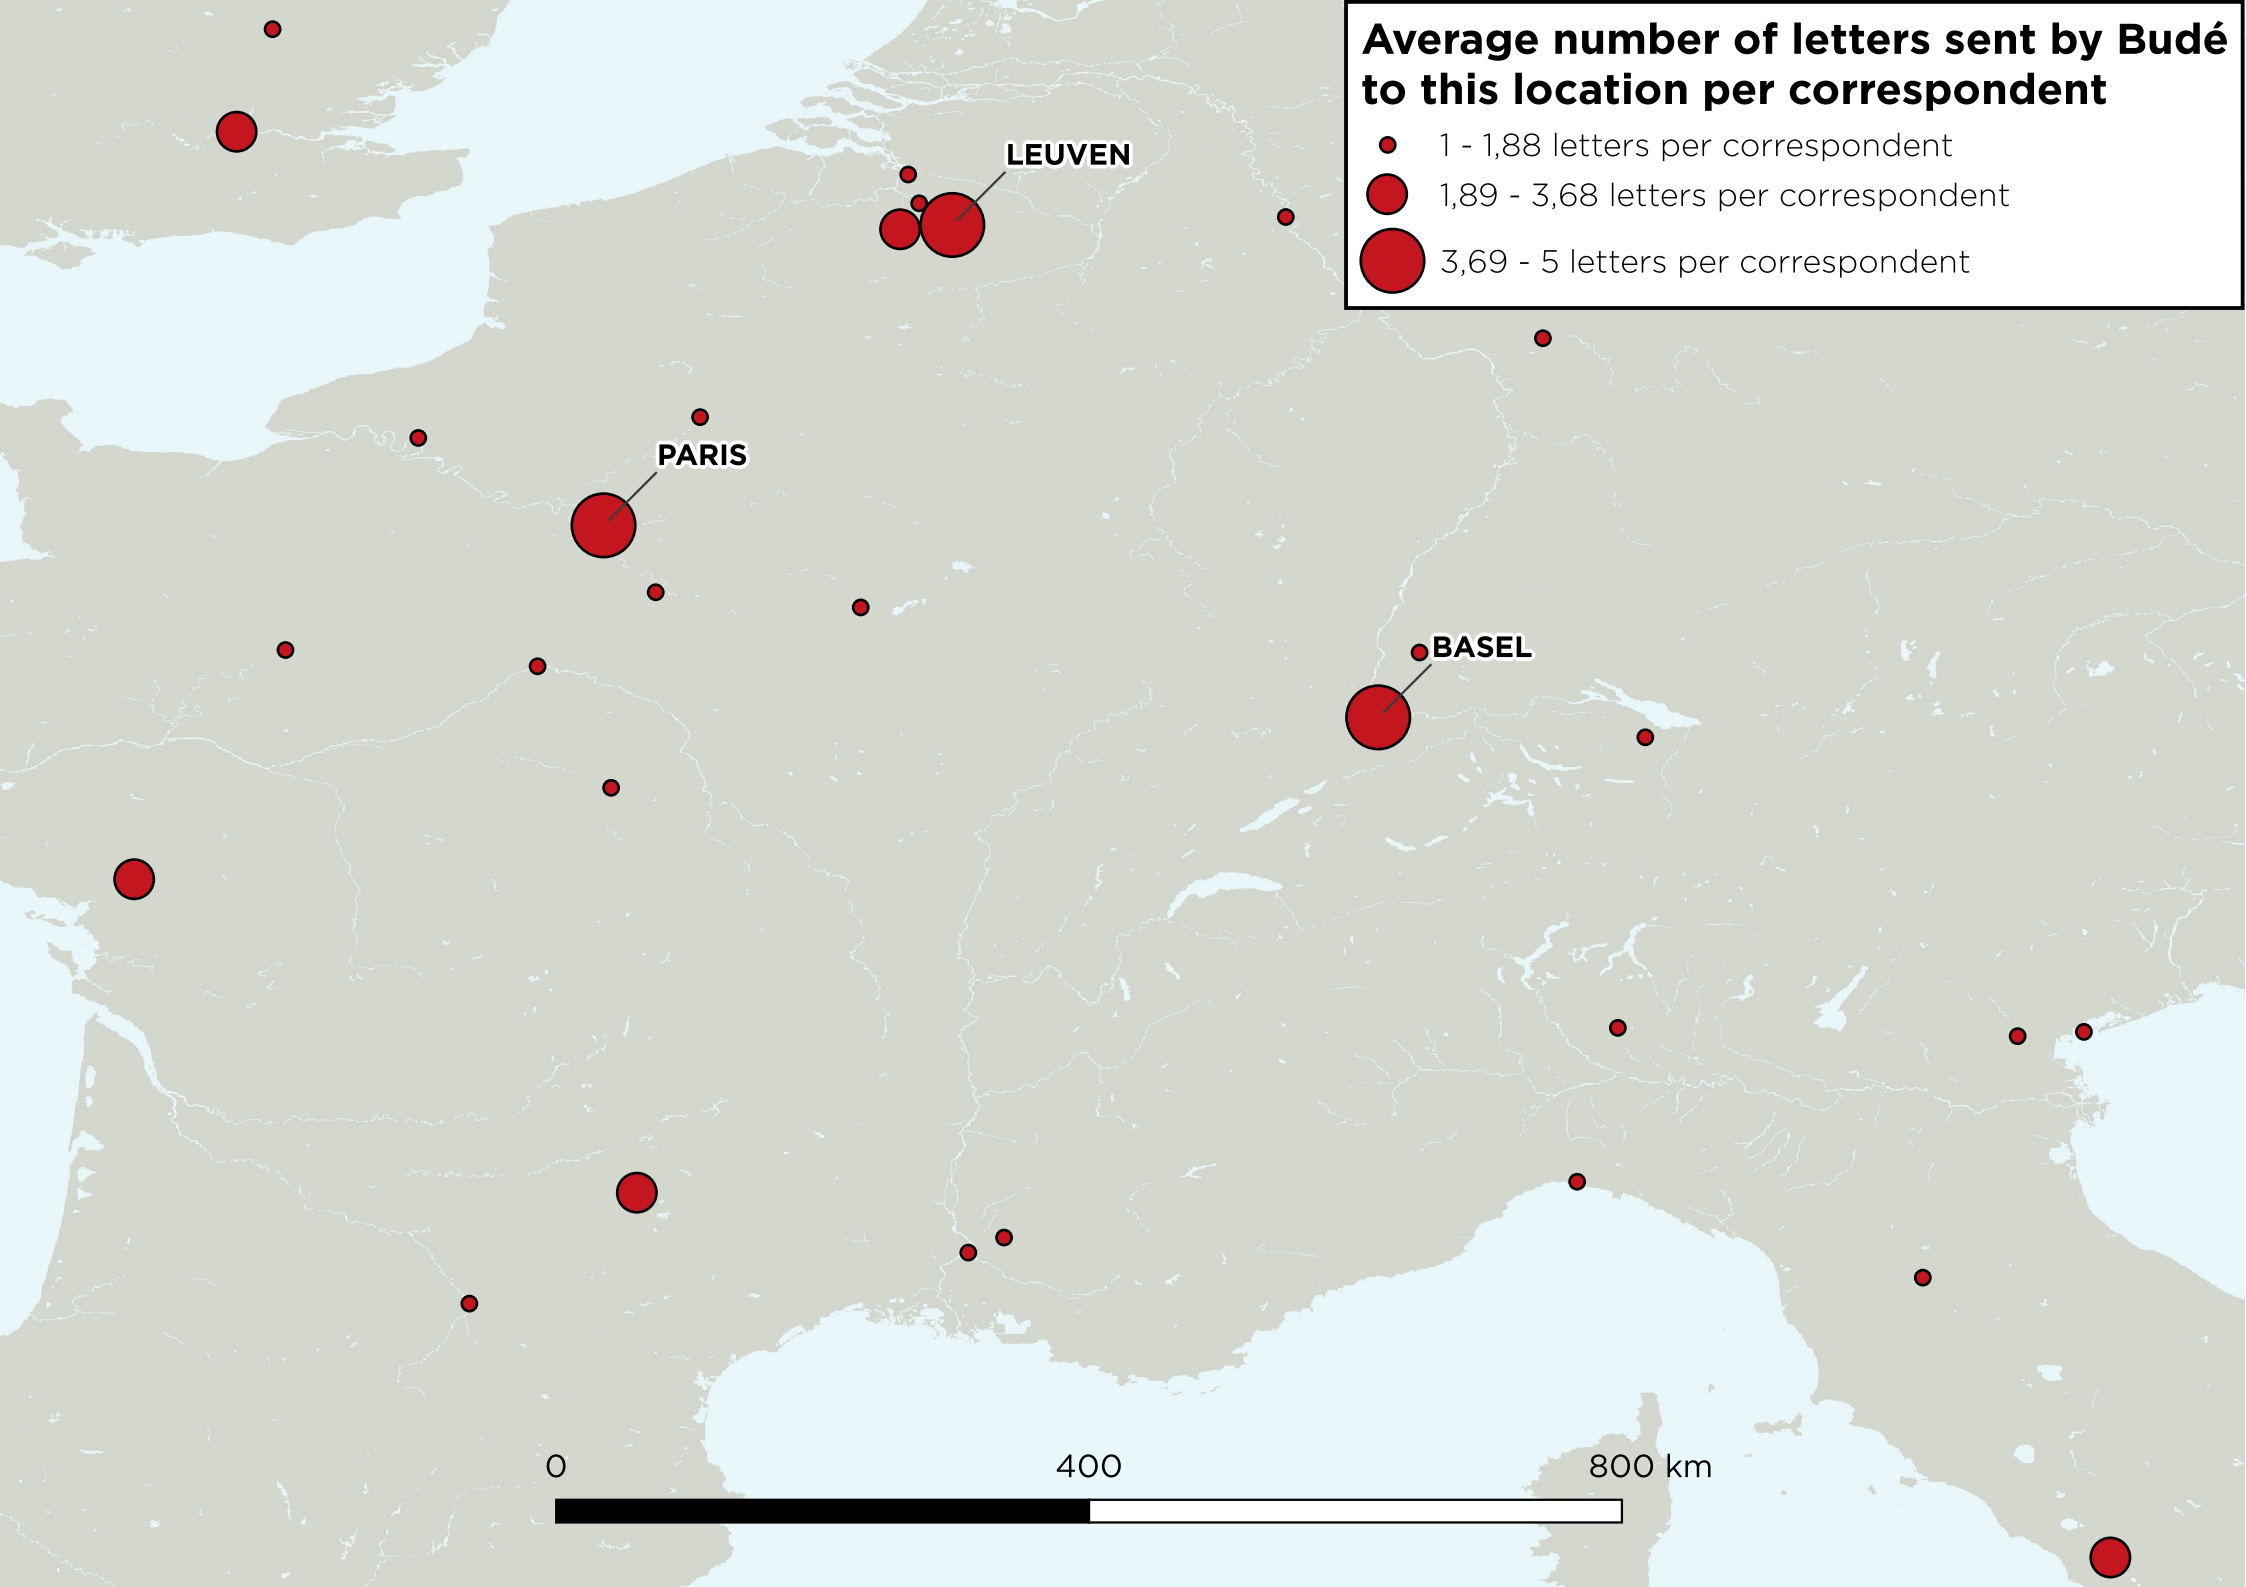 Average number of letters sent by Budé
to this location per correspondent
1 - 1,88 letters per correspondent
1,89 - 3,68 letters per correspondent
3,69 - 5 letters per correspondent
LEUVEN
PARIS
BASEL
0 400 800 km